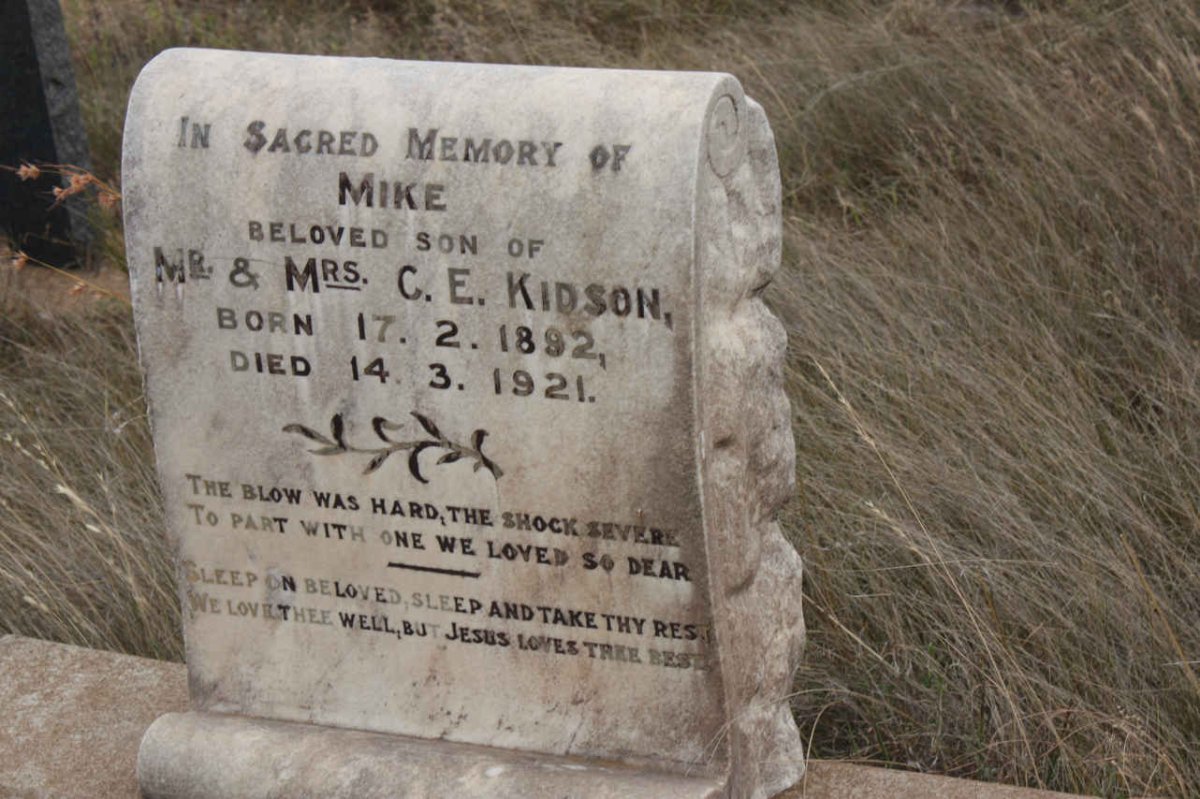 IN SACRED MEMORY OF
MIKE
BELOVED SON OF
MR. & MRS. C. E. KIDSON,
BORN 17. 2. 1892,
DIED 14. 3. 1921.
THE BLOW WAS HARD, THE SHOCK SEVERE
TO PART WITH ONE WE LOVED SO DEAR
SLEEP ON BELOVED, SLEEP AND TAKE THY REST
WE LOVE THEE WELL, BUT JESUS LOVES THEE BEST